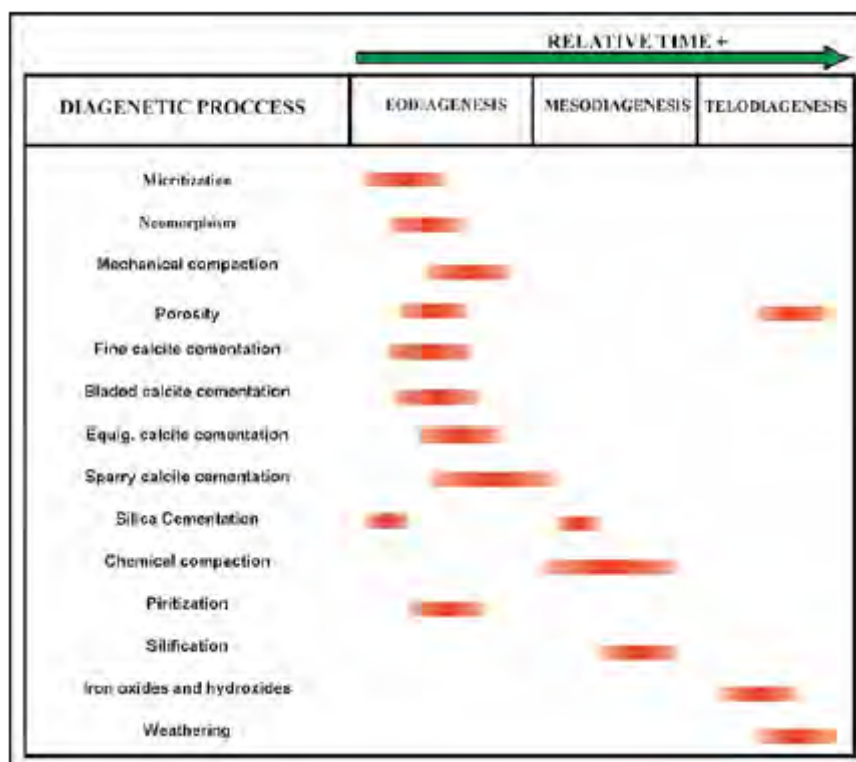 RELATIVE TIME +
DIAGENETIC PROCCESS
EODIAGENESIS
MESODIAGENESIS
TELODIAGENESIS
Micritization
Neomorphism
Mechanical compaction
Porosity
Fine calcite cementation
Bladed calcite cementation
Equig. calcite cementation
Sparry calcite cementation
Silica Cementation
Chemical compaction
Piritization
Silification
Iron oxides and hydroxides
Weathering